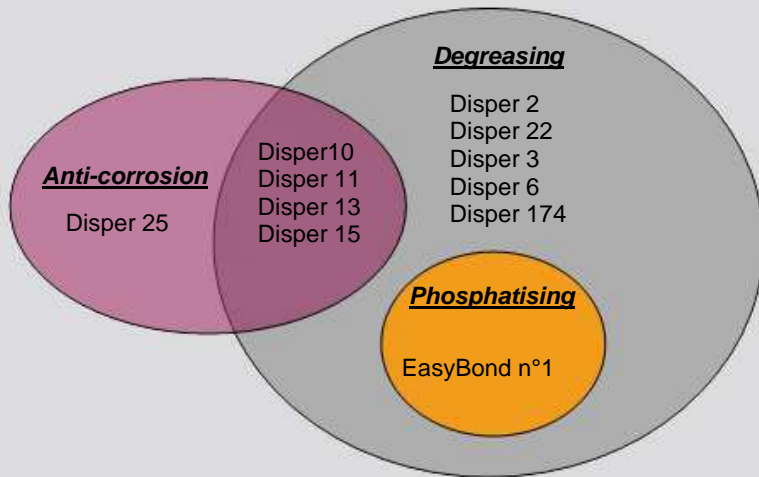 Degreasing
Disper 2
Disper 22
Disper 3
Disper 6
Disper 174
Anti-corrosion
Disper 25
Disper10
Disper 11
Disper 13
Disper 15
Phosphatising
EasyBond n°1